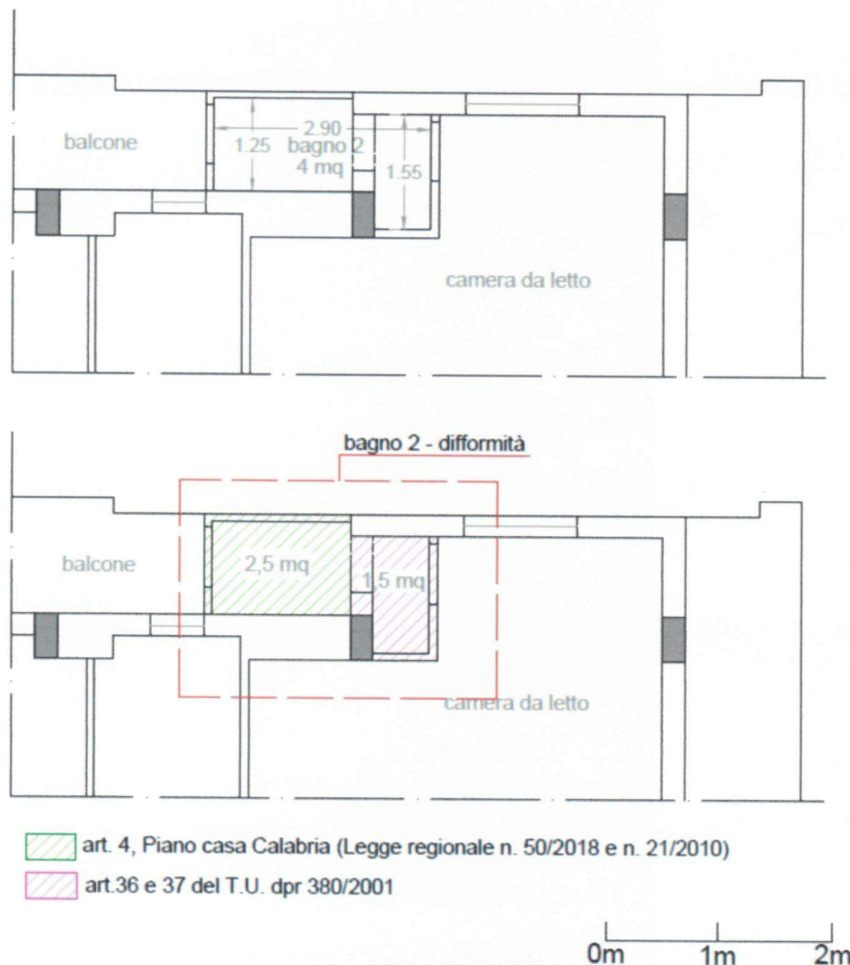 balcone
2.90
1.25
bagno 2
4 mq
1.55
camera da letto
bagno 2 - difformità
balcone
2,5 mq
1,5 mq
camera da letto
art. 4, Piano casa Calabria (Legge regionale n. 50/2018 e n. 21/2010)
art.36 e 37 del T.U. dpr 380/2001
0m 1m 2m